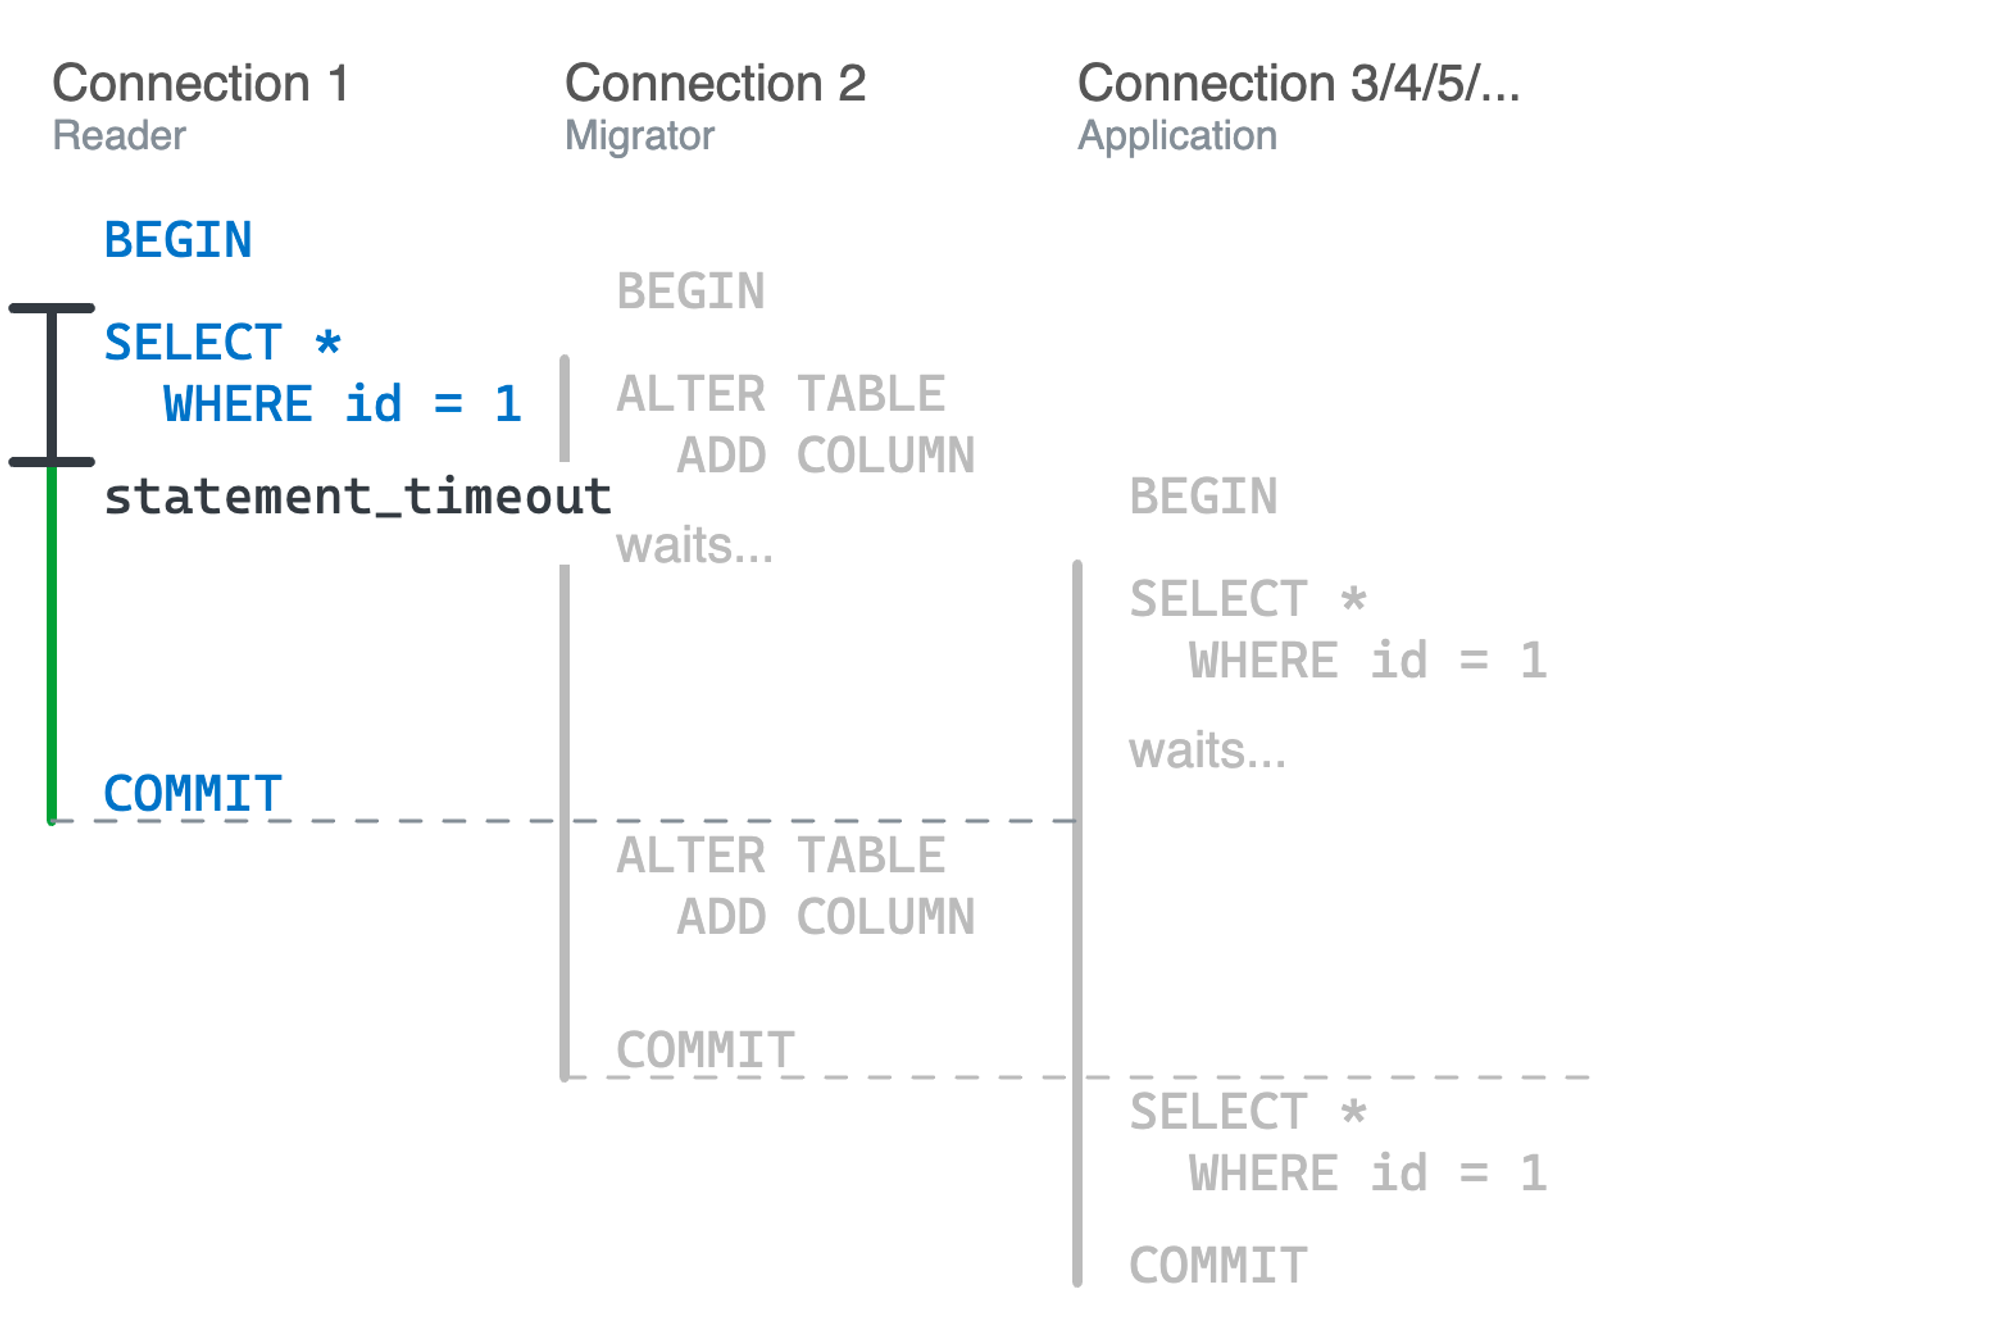 Connection 1
Reader
BEGIN
SELECT *
WHERE id = 1
statement_timeout
COMMIT
Connection 2
Migrator
BEGIN
ALTER TABLE
ADD COLUMN
waits...
ALTER TABLE
ADD COLUMN
COMMIT
Connection 3/4/5/...
Application
BEGIN
SELECT *
WHERE id = 1
waits...
SELECT *
WHERE id = 1
COMMIT